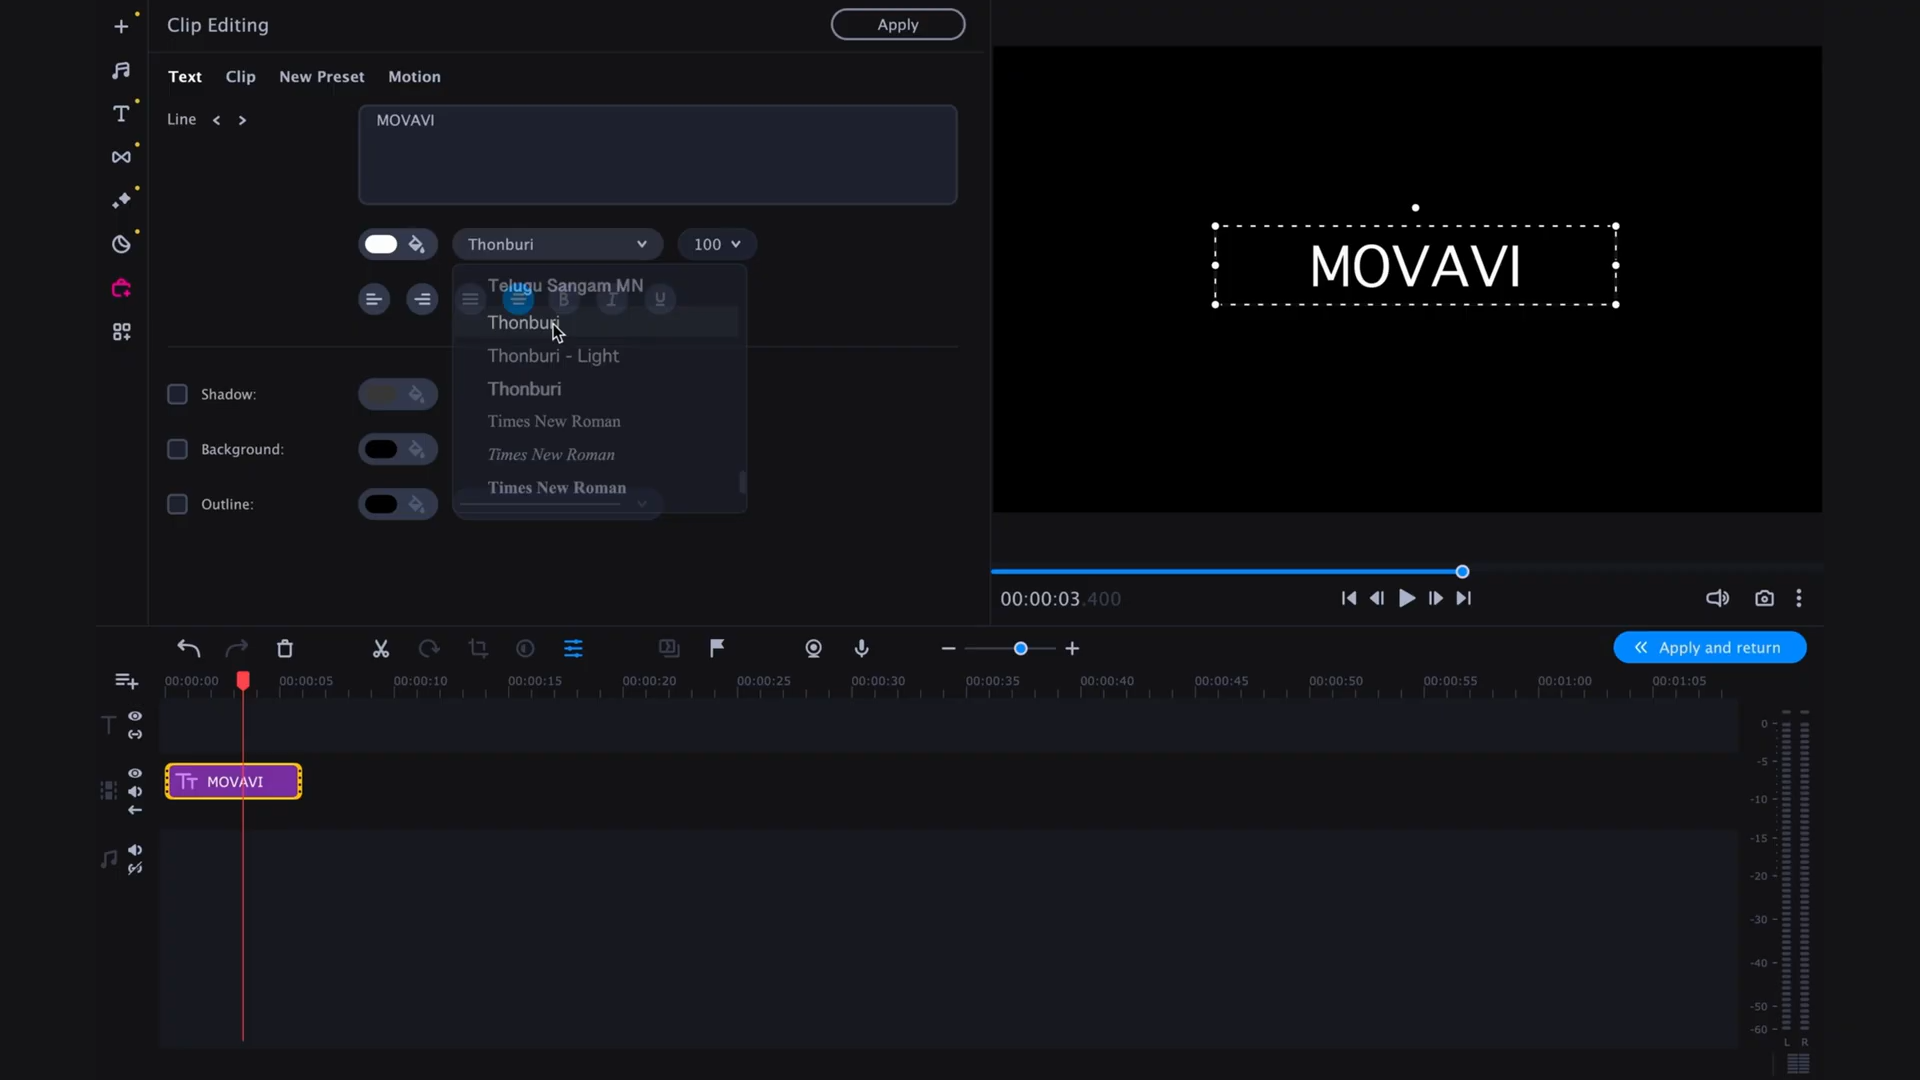 Clip Editing
Apply
Text Clip New Preset Motion
Line < >
MOVAVI
Thonburi
100
Telugu Sangam MN
B I U
Thonburi
Thonburi - Light
Thonburi
Times New Roman
Times New Roman
Times New Roman
Shadow:
Background:
Outline:
MOVAVI
00:00:03.400
Apply and return
00:00:00 00:00:05 00:00:10 00:00:15 00:00:20 00:00:25 00:00:30 00:00:35 00:00:40 00:00:45 00:00:50 00:00:55 00:01:00 00:01:05
T
Tт MOVAVI
0
-5
-10
-15
-20
-30
-40
-50
-60
L R